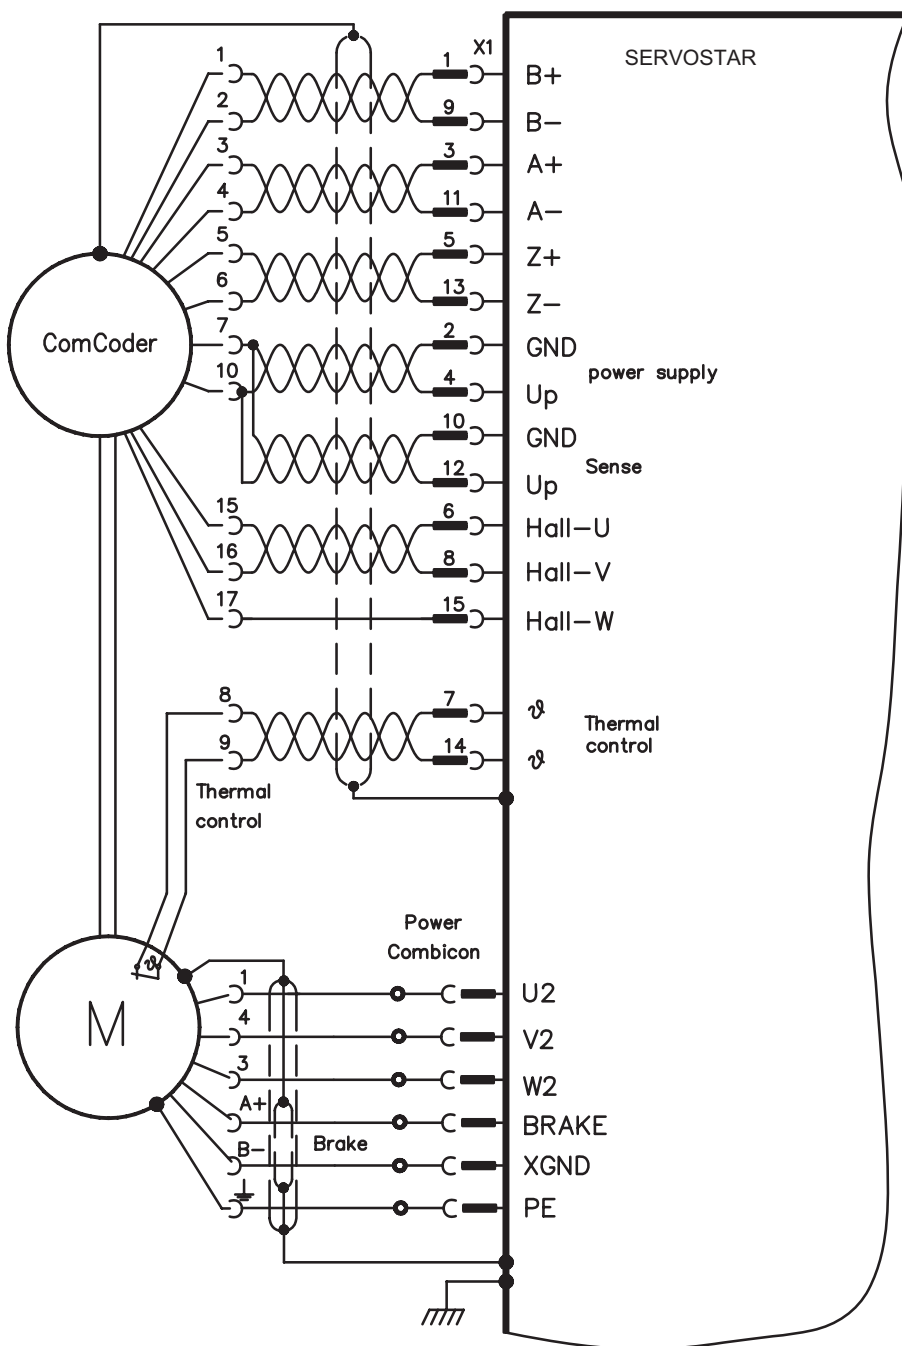 SERVOSTAR
X1
1 1 B+
2 9 B-
3 3 A+
4 11 A-
5 5 Z+
6 13 Z-
ComCoder
7 2 GND
power supply
10 4 Up
10 GND
Sense
12 Up
15 6 Hall-U
16 8 Hall-V
17 15 Hall-W
8 7 ϑ
Thermal
control
9 14 ϑ
Thermal
control
Power
Combicon
ϑ
M
1 U2
4 V2
3 W2
A+ BRAKE
Brake
B- XGND
PE